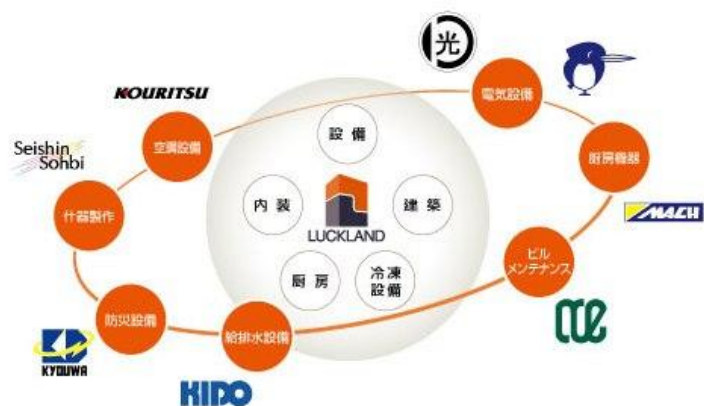 光
電気設備
KOURITSU
設備
空調設備
厨房機器
Seishin
Sohbi
内装
建築
什器製作
MACH
LUCKLAND
ビル
メンテナンス
厨房
冷凍
設備
防災設備
給排水設備
KYOUWA
KIDO